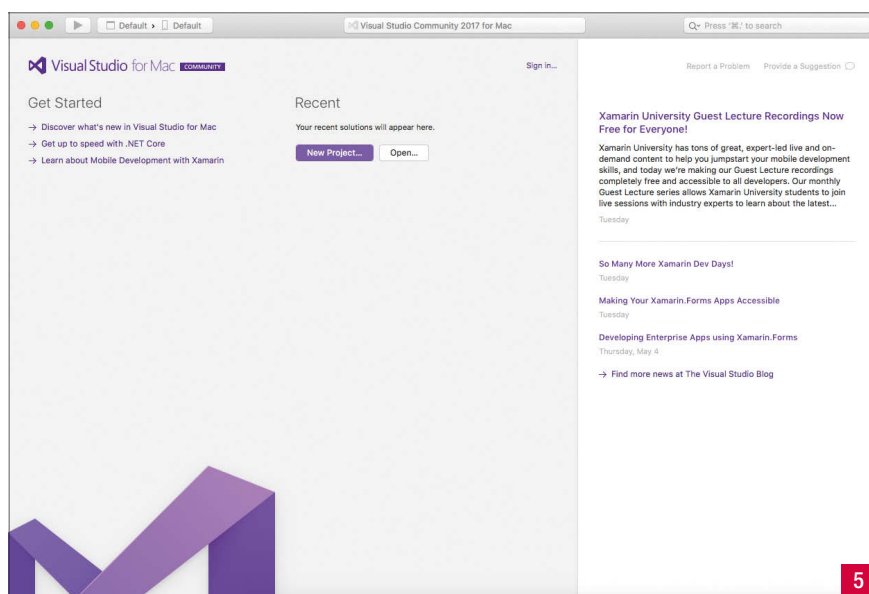 Default › Default
Visual Studio Community 2017 for Mac
Press '⌘.' to search
Visual Studio for Mac COMMUNITY
Sign in...
Get Started
→ Discover what's new in Visual Studio for Mac
→ Get up to speed with .NET Core
→ Learn about Mobile Development with Xamarin
Recent
Your recent solutions will appear here.
New Project...
Open...
Report a Problem
Provide a Suggestion
Xamarin University Guest Lecture Recordings Now
Free for Everyone!
Xamarin University has tons of great, expert-led live and on-
demand content to help you jumpstart your mobile development
skills, and today we're making our Guest Lecture recordings
completely free and accessible to all developers. Our monthly
Guest Lecture series allows Xamarin University students to join
live sessions with industry experts to learn about the latest...
Tuesday
So Many More Xamarin Dev Days!
Tuesday
Making Your Xamarin.Forms Apps Accessible
Tuesday
Developing Enterprise Apps using Xamarin.Forms
Thursday, May 4
→ Find more news at The Visual Studio Blog
5